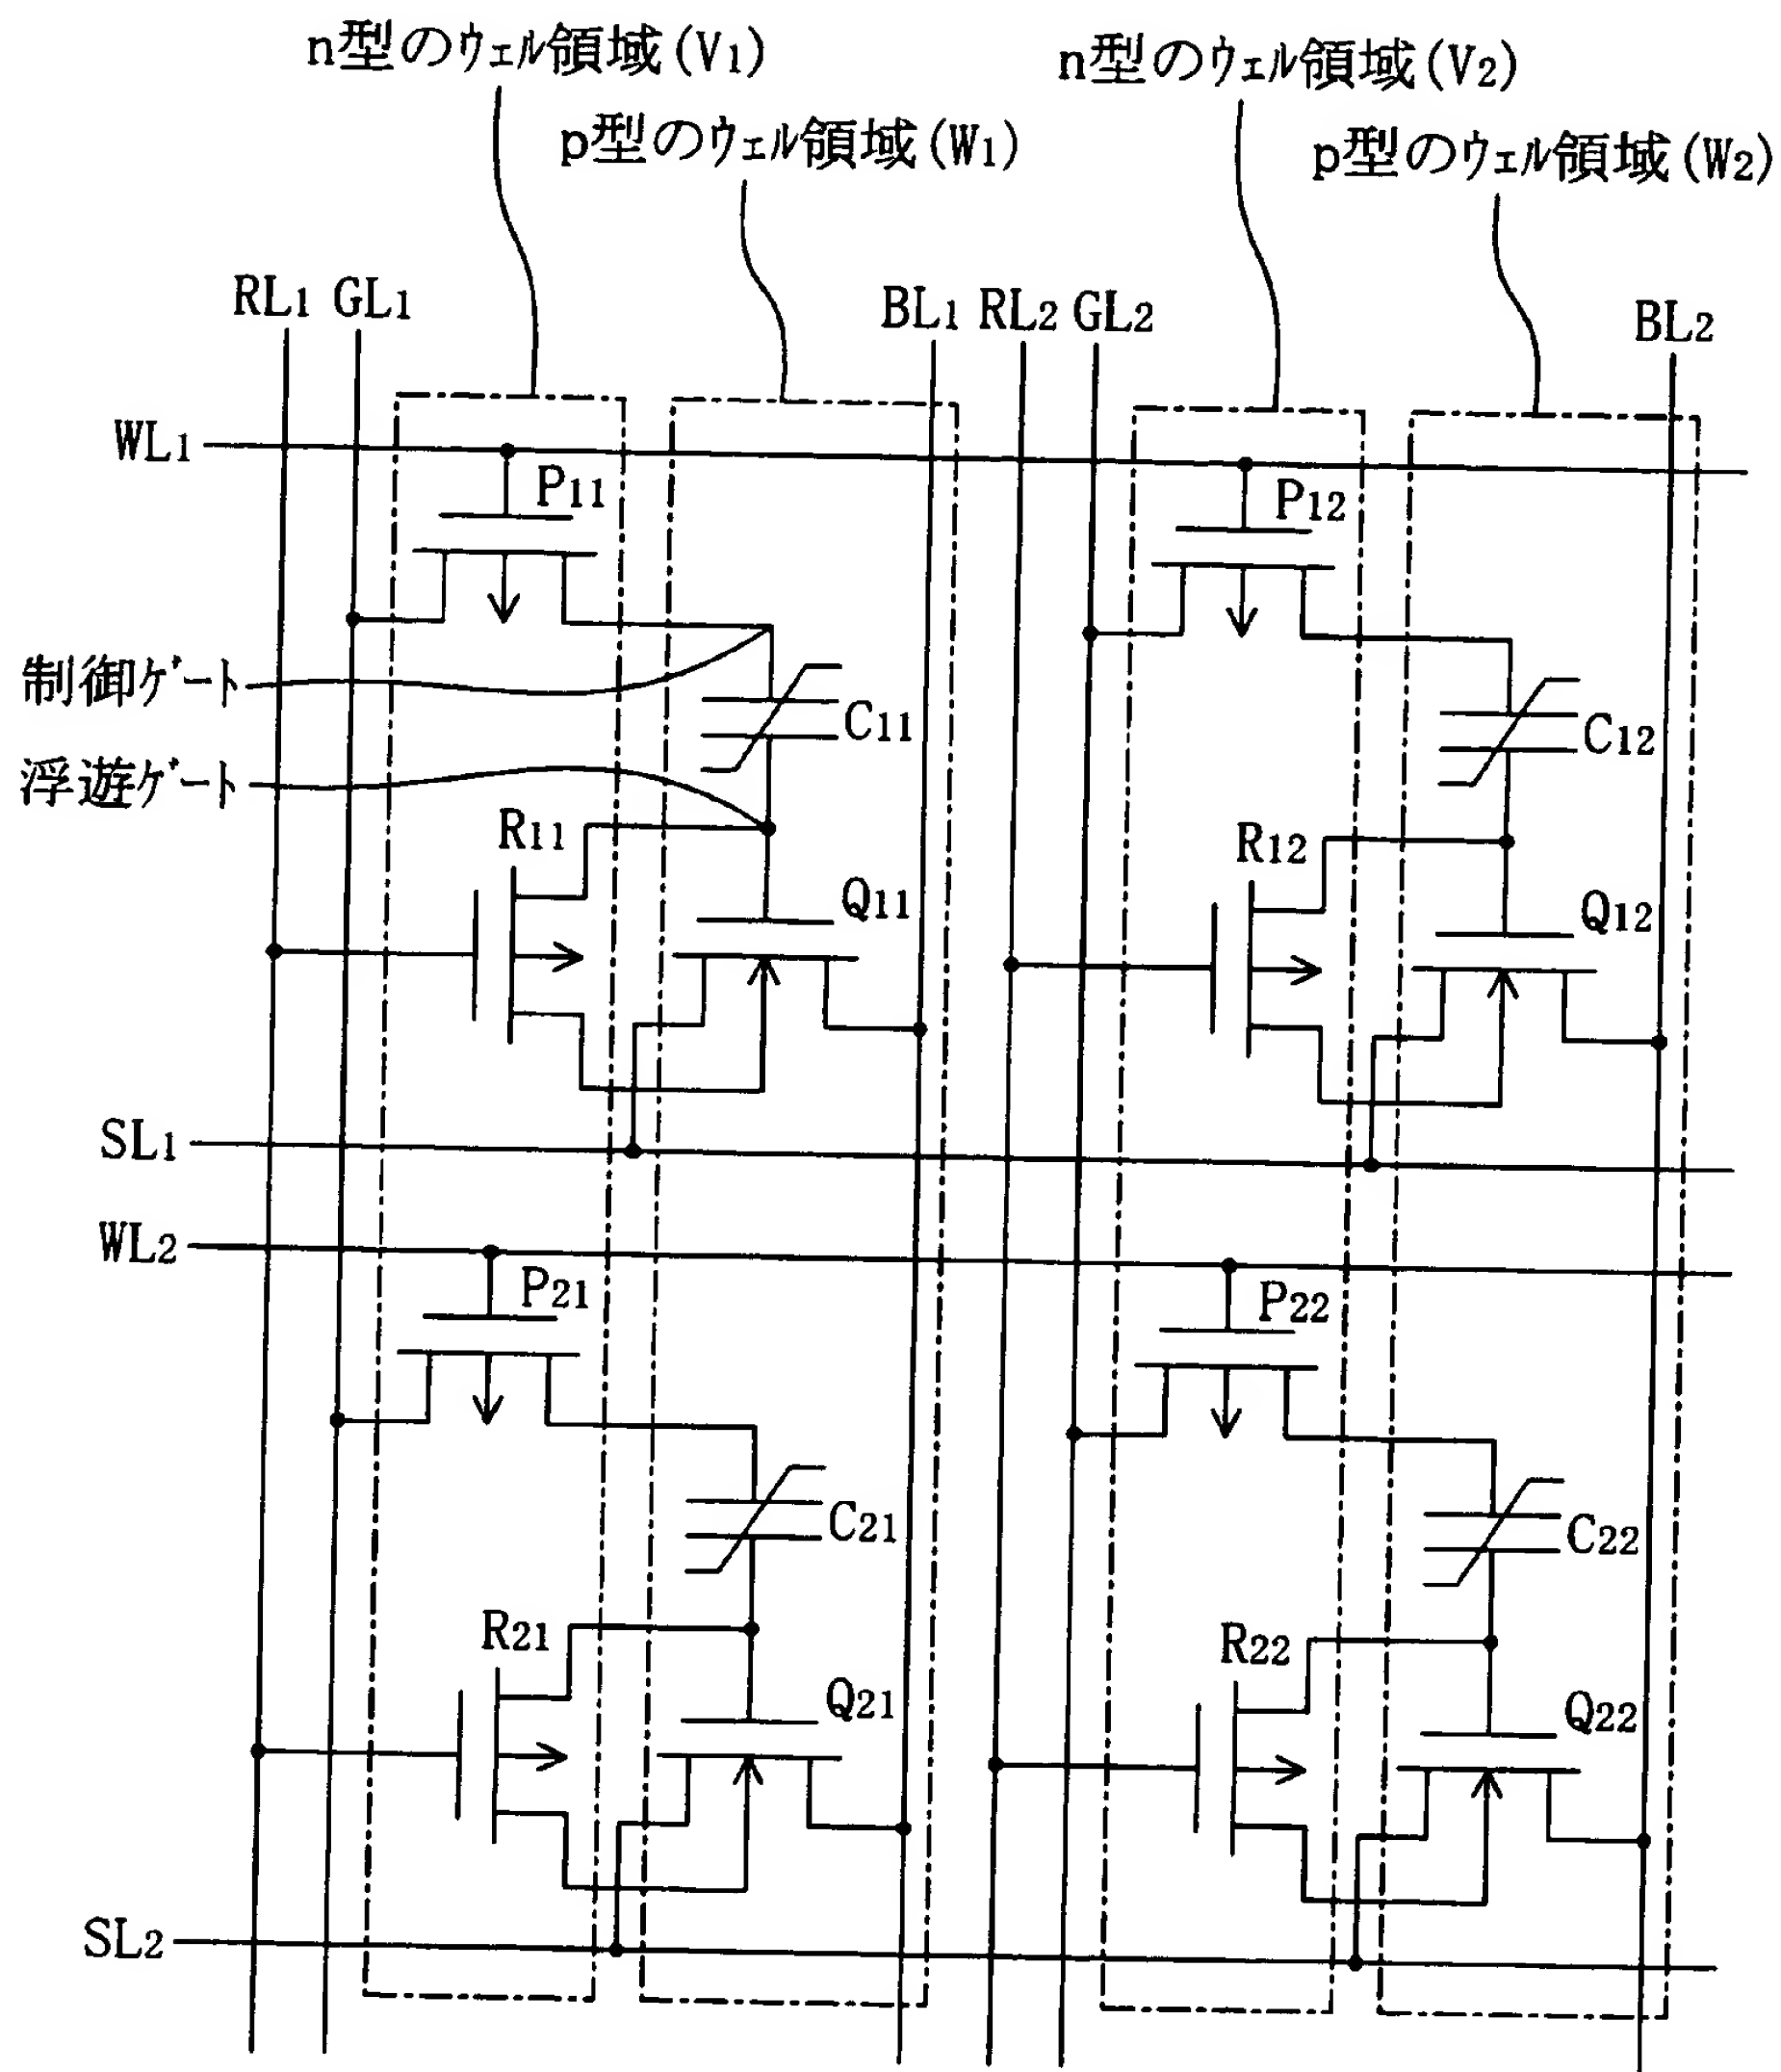 n型のｳｪﾙ領域(V1)
n型のｳｪﾙ領域(V2)
p型のｳｪﾙ領域(W1)
p型のｳｪﾙ領域(W2)
RL1
GL1
BL1
RL2
GL2
BL2
WL1
P11
P12
制御ｹﾞｰﾄ
C11
C12
浮遊ｹﾞｰﾄ
R11
R12
Q11
Q12
SL1
WL2
P21
P22
C21
C22
R21
R22
Q21
Q22
SL2